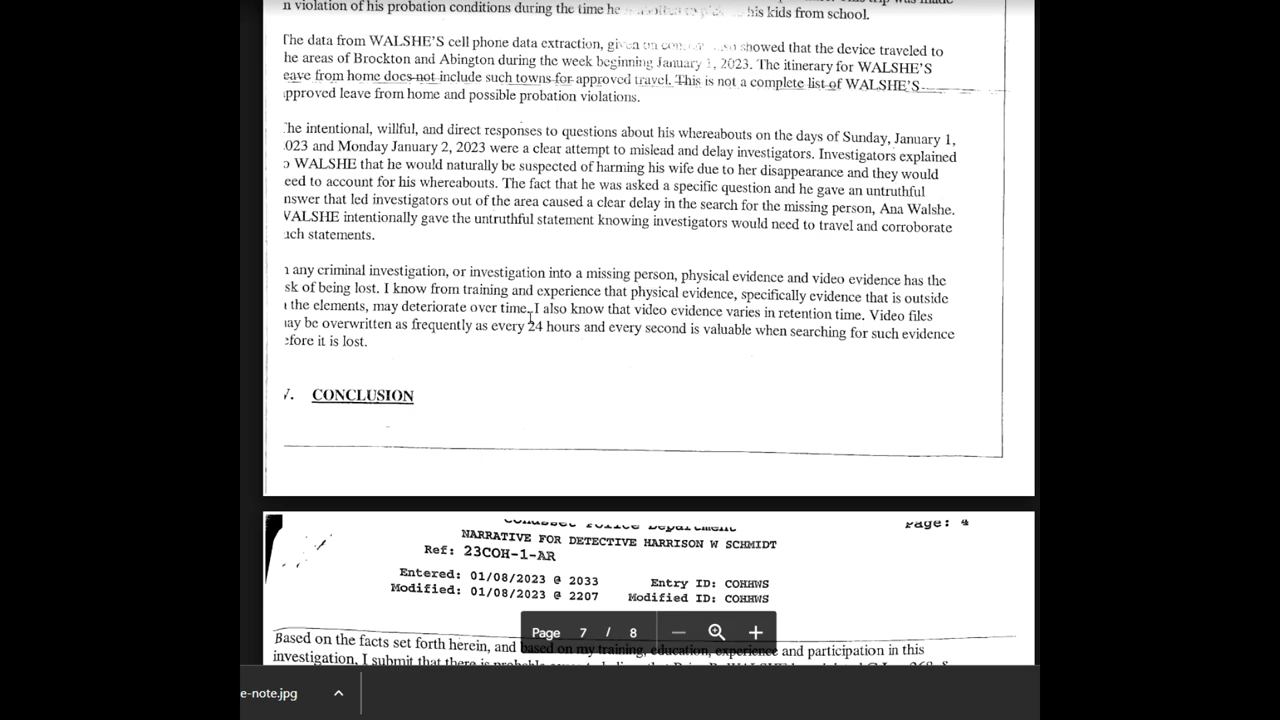 n violation of his probation conditions during the time he his kids from school.
The data from WALSHE'S cell phone data extraction, given on showed that the device traveled to
he areas of Brockton and Abington during the week beginning January 1, 2023. The itinerary for WALSHE'S
eave from home does not include such towns for approved travel. This is not a complete list of WALSHE'S
pproved leave from home and possible probation violations.
he intentional, willful, and direct responses to questions about his whereabouts on the days of Sunday, January 1,
023 and Monday January 2, 2023 were a clear attempt to mislead and delay investigators. Investigators explained
o WALSHE that he would naturally be suspected of harming his wife due to her disappearance and they would
eed to account for his whereabouts. The fact that he was asked a specific question and he gave an untruthful
nswer that led investigators out of the area caused a clear delay in the search for the missing person, Ana Walshe.
WALSHE intentionally gave the untruthful statement knowing investigators would need to travel and corroborate
uch statements.
n any criminal investigation, or investigation into a missing person, physical evidence and video evidence has the
sk of being lost. I know from training and experience that physical evidence, specifically evidence that is outside
the elements, may deteriorate over time. I also know that video evidence varies in retention time. Video files
nay be overwritten as frequently as every 24 hours and every second is valuable when searching for such evidence
efore it is lost.
7. CONCLUSION
Cohasset Police Department Page: 4
NARRATIVE FOR DETECTIVE HARRISON W SCHMIDT
Ref: 23COH-1-AR
Entered: 01/08/2023 @ 2033 Entry ID: COHHWS
Modified: 01/08/2023 @ 2207 Modified ID: COHHWS
Page 7 / 8
Based on the facts set forth herein, and based on my training, education, experience and participation in this
investigation, I submit that there is
e-note.jpg